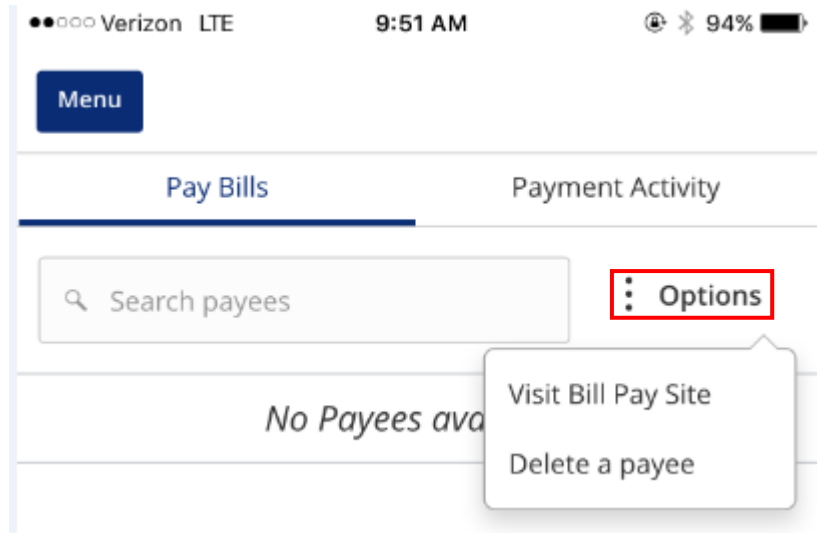 Verizon LTE 9:51 AM 94%
Menu
Pay Bills Payment Activity
Search payees Options
Visit Bill Pay Site
No Payees ava
Delete a payee